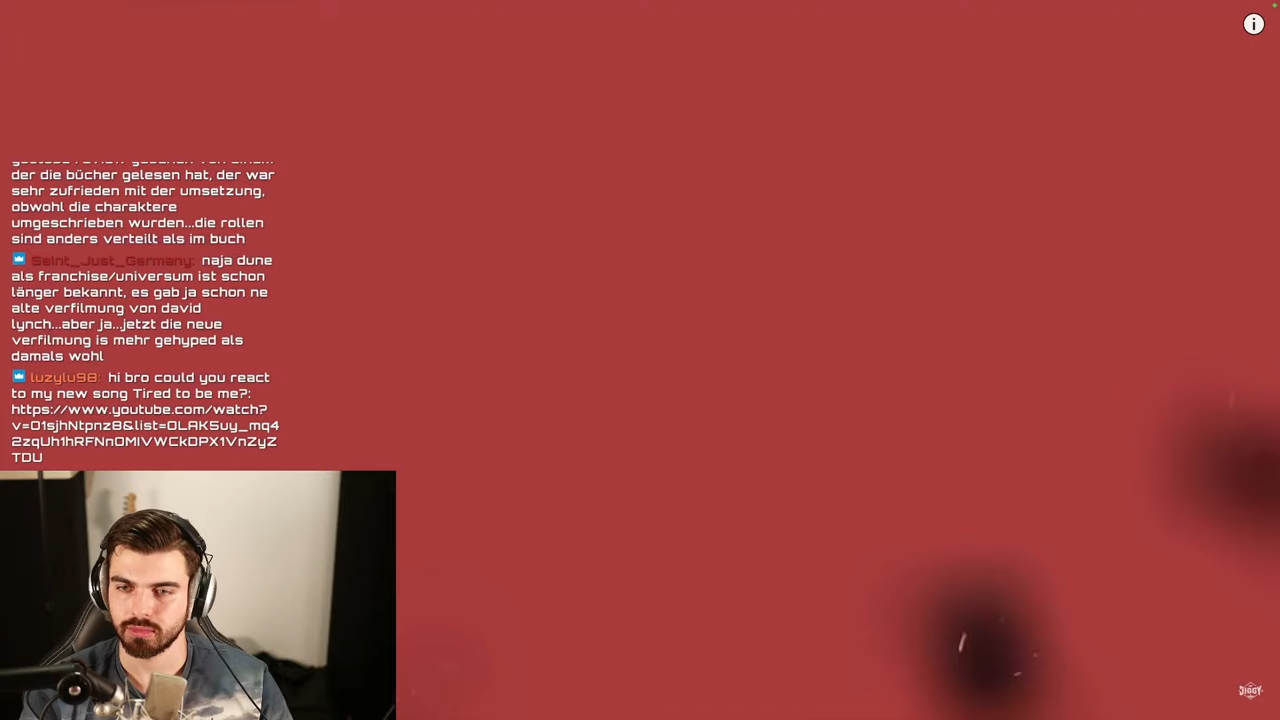 der die bücher gelesen hat, der war
sehr zufrieden mit der umsetzung,
obwohl die charaktere
umgeschrieben wurden...die rollen
sind anders verteilt als im buch
Saint_Just_Germany: naja dune
als franchise/universum ist schon
länger bekannt, es gab ja schon ne
alte verfilmung von david
lynch...aber ja...jetzt die neue
verfilmung is mehr gehyped als
damals wohl
luzylu98: hi bro could you react
to my new song Tired to be me?:
https://www.youtube.com/watch?
v=O1sjhNtpnz8&list=OLAK5uy_mq4
2zqUh1hRFNnOMIVWCkDPX1VnZyZ
TDU
JIGGY